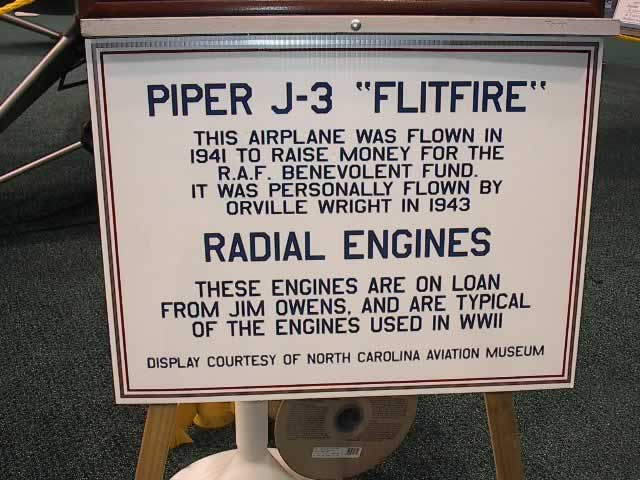 PIPER J-3 "FLITFIRE"
THIS AIRPLANE WAS FLOWN IN
1941 TO RAISE MONEY FOR THE
R.A.F. BENEVOLENT FUND.
IT WAS PERSONALLY FLOWN BY
ORVILLE WRIGHT IN 1943
RADIAL ENGINES
THESE ENGINES ARE ON LOAN
FROM JIM OWENS, AND ARE TYPICAL
OF THE ENGINES USED IN WWII
DISPLAY COURTESY OF NORTH CAROLINA AVIATION MUSEUM